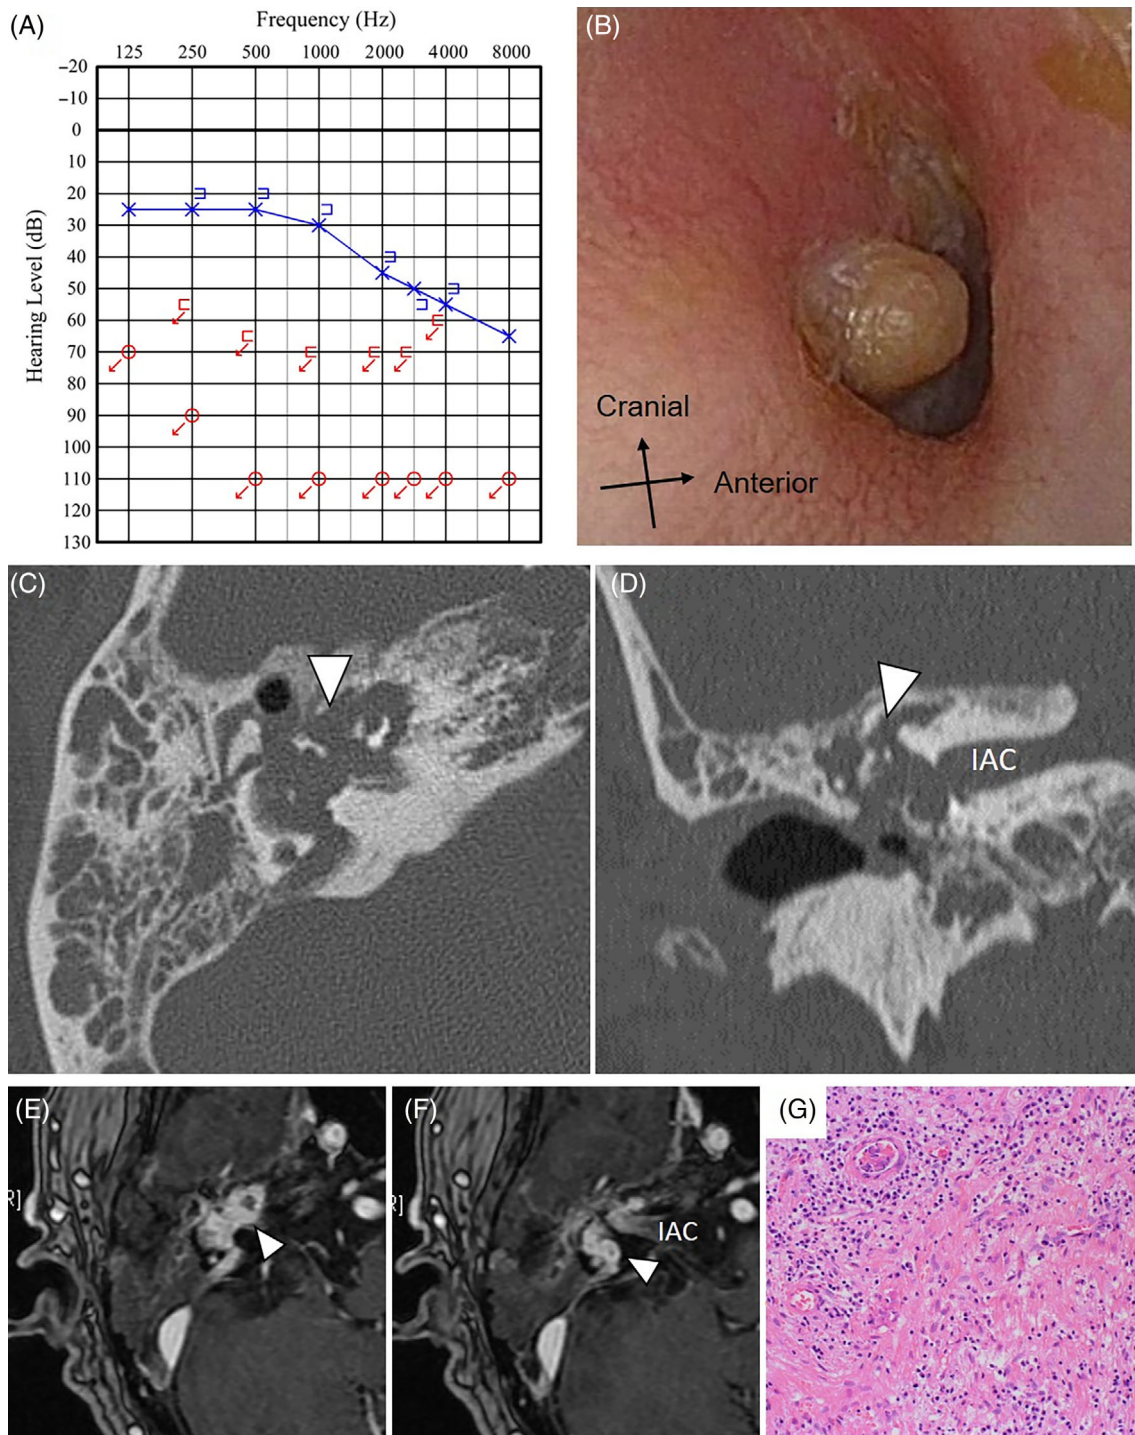 (A)
Frequency (Hz)
125 250 500 1000 2000 4000 8000
Hearing Level (dB)
−20
−10
0
10
20
30
40
50
60
70
80
90
100
110
120
130
(B)
Cranial
Anterior
(C)
(D)
IAC
(E)
R]
(F)
R]
IAC
(G)